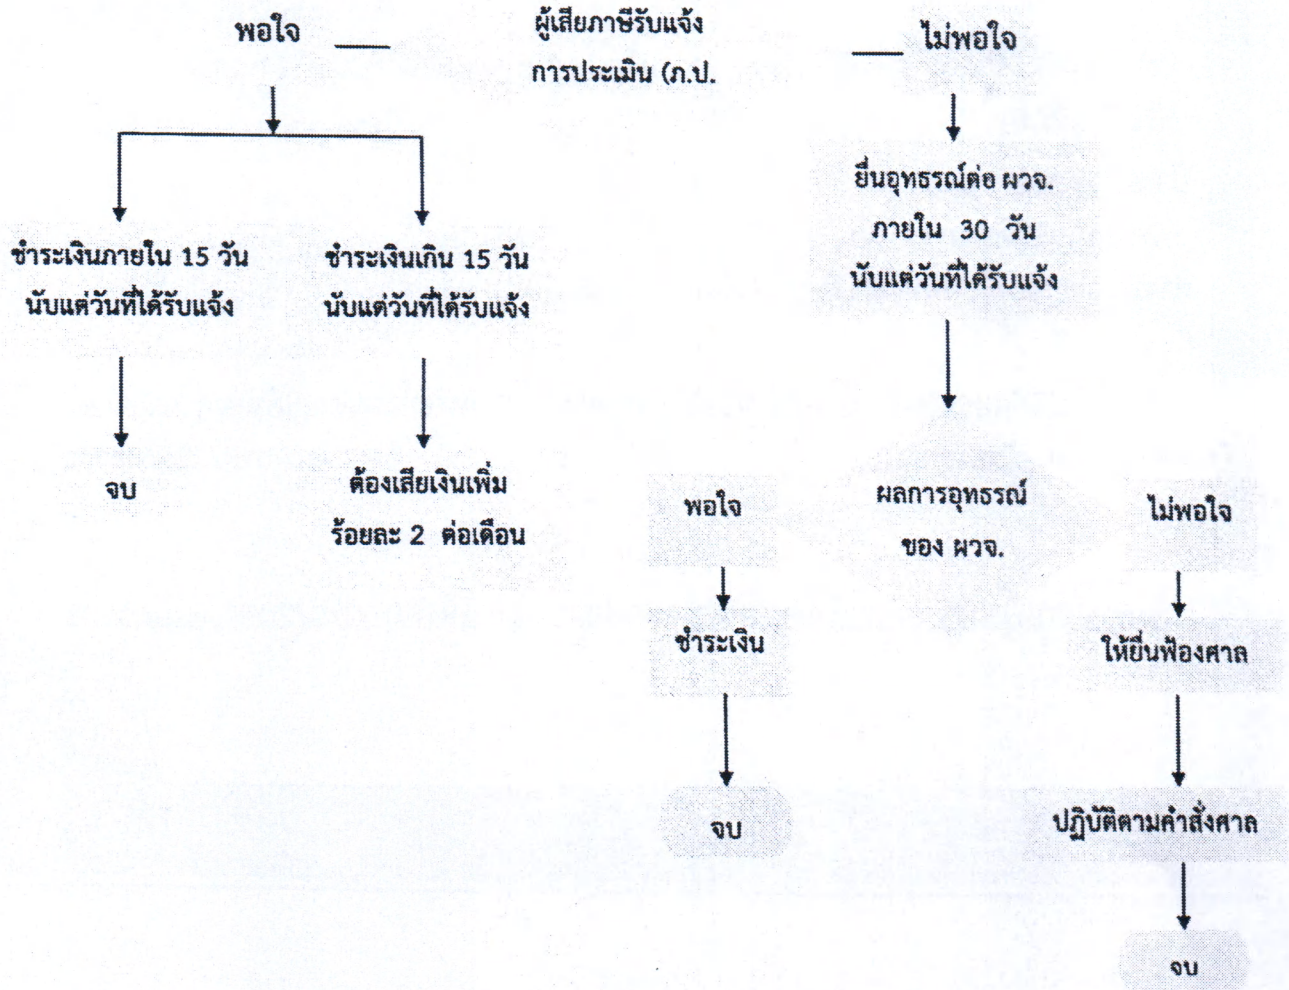 พอใจ
ผู้เสียภาษีรับแจ้ง
การประเมิน (ภ.ป.
ไม่พอใจ
ชำระเงินภายใน 15 วัน
นับแต่วันที่ได้รับแจ้ง
ชำระเงินเกิน 15 วัน
นับแต่วันที่ได้รับแจ้ง
ยื่นอุทธรณ์ต่อ ผวจ.
ภายใน 30 วัน
นับแต่วันที่ได้รับแจ้ง
จบ
ต้องเสียเงินเพิ่ม
ร้อยละ 2 ต่อเดือน
พอใจ
ผลการอุทธรณ์
ของ ผวจ.
ไม่พอใจ
ชำระเงิน
ให้ยื่นฟ้องศาล
จบ
ปฏิบัติตามคำสั่งศาล
จบ